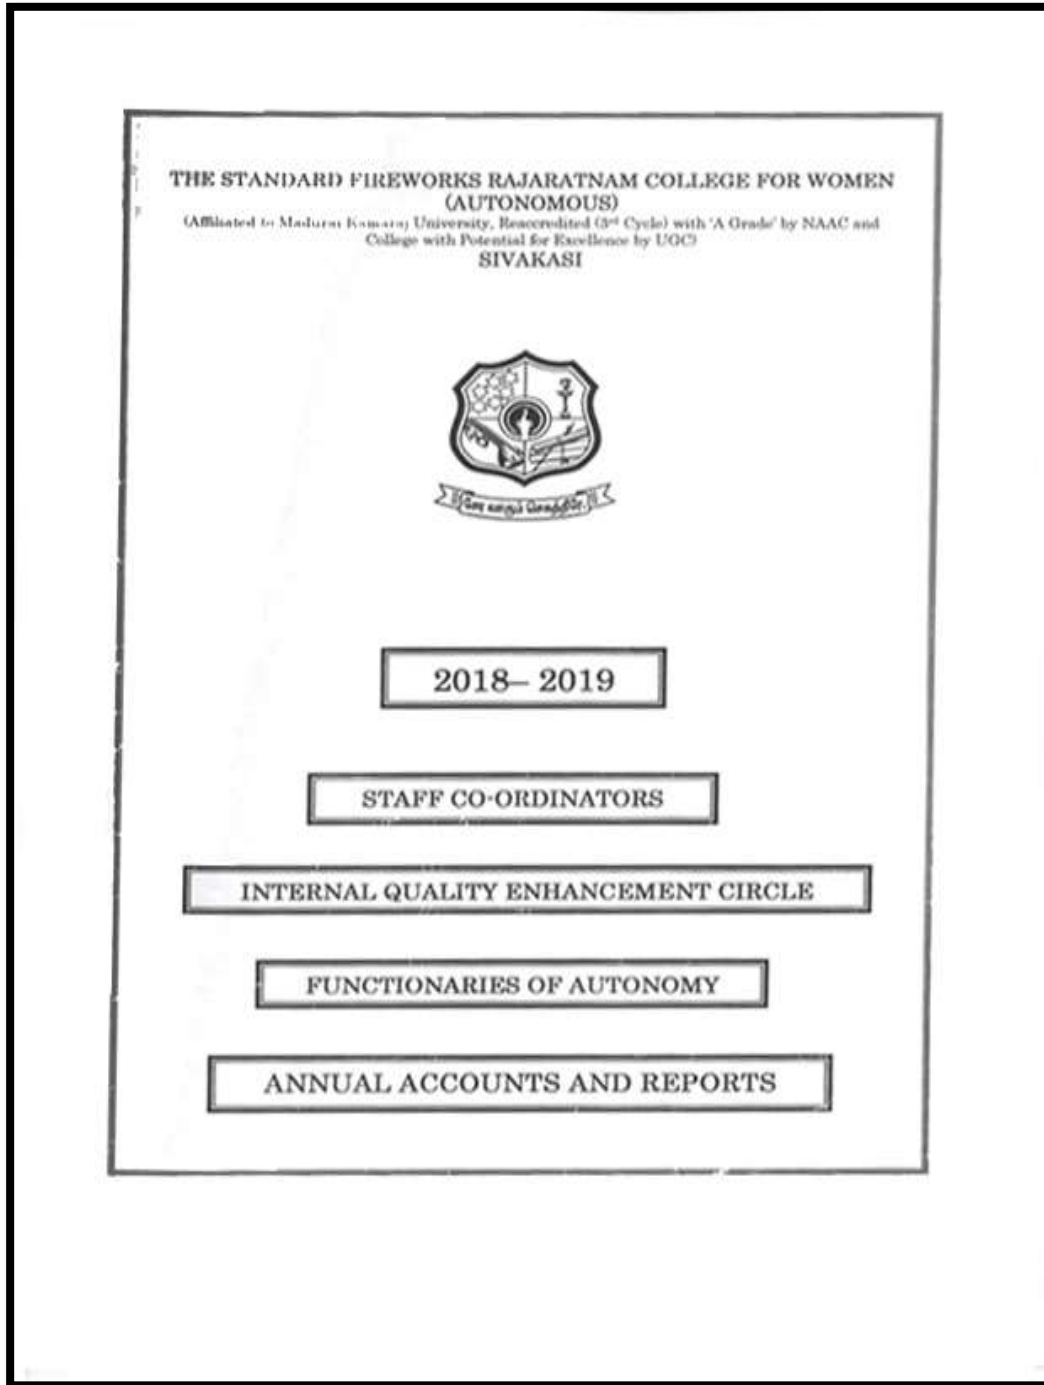 THE STANDARD FIREWORKS RAJARATNAM COLLEGE FOR WOMEN
(AUTONOMOUS)
(Affiliated to Madurai Kamaraj University, Reaccredited (3rd Cycle) with 'A Grade' by NAAC and
College with Potential for Excellence by UGC)
SIVAKASI
2018– 2019
STAFF CO-ORDINATORS
INTERNAL QUALITY ENHANCEMENT CIRCLE
FUNCTIONARIES OF AUTONOMY
ANNUAL ACCOUNTS AND REPORTS